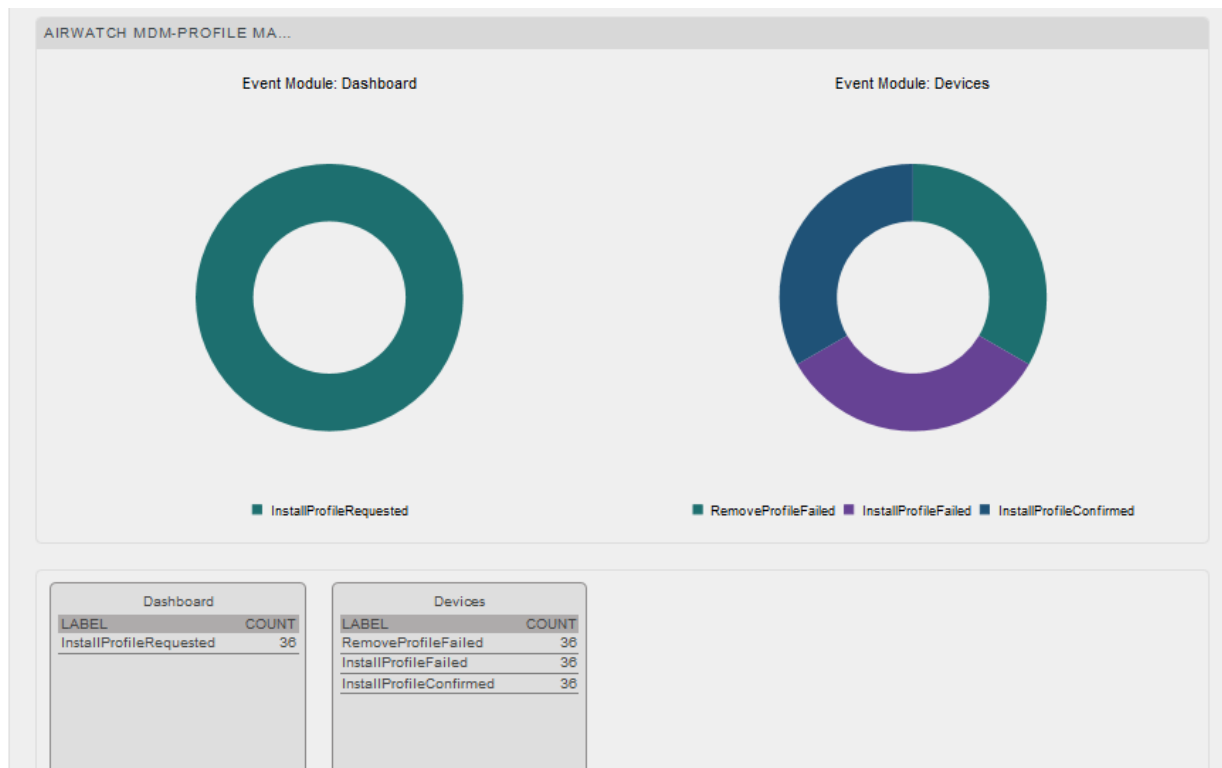 AIRWATCH MDM-PROFILE MA...
Event Module: Dashboard
Event Module: Devices
InstallProfileRequested
RemoveProfileFailed InstallProfileFailed InstallProfileConfirmed
Dashboard
LABEL COUNT
InstallProfileRequested 36
Devices
LABEL COUNT
RemoveProfileFailed 36
InstallProfileFailed 36
InstallProfileConfirmed 36